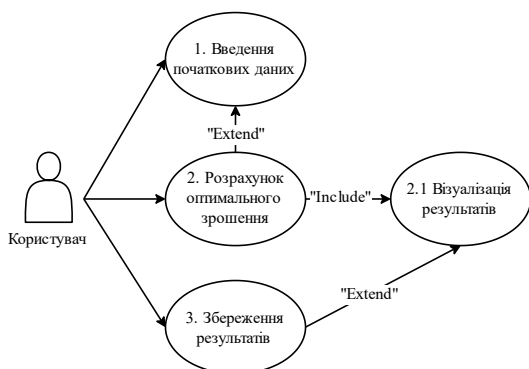 1. Введення
початкових даних
"Extend"
2. Розрахунок
оптимального
зрошення
"Include"
2.1 Візуалізація
результатів
Користувач
"Extend"
3. Збереження
результатів